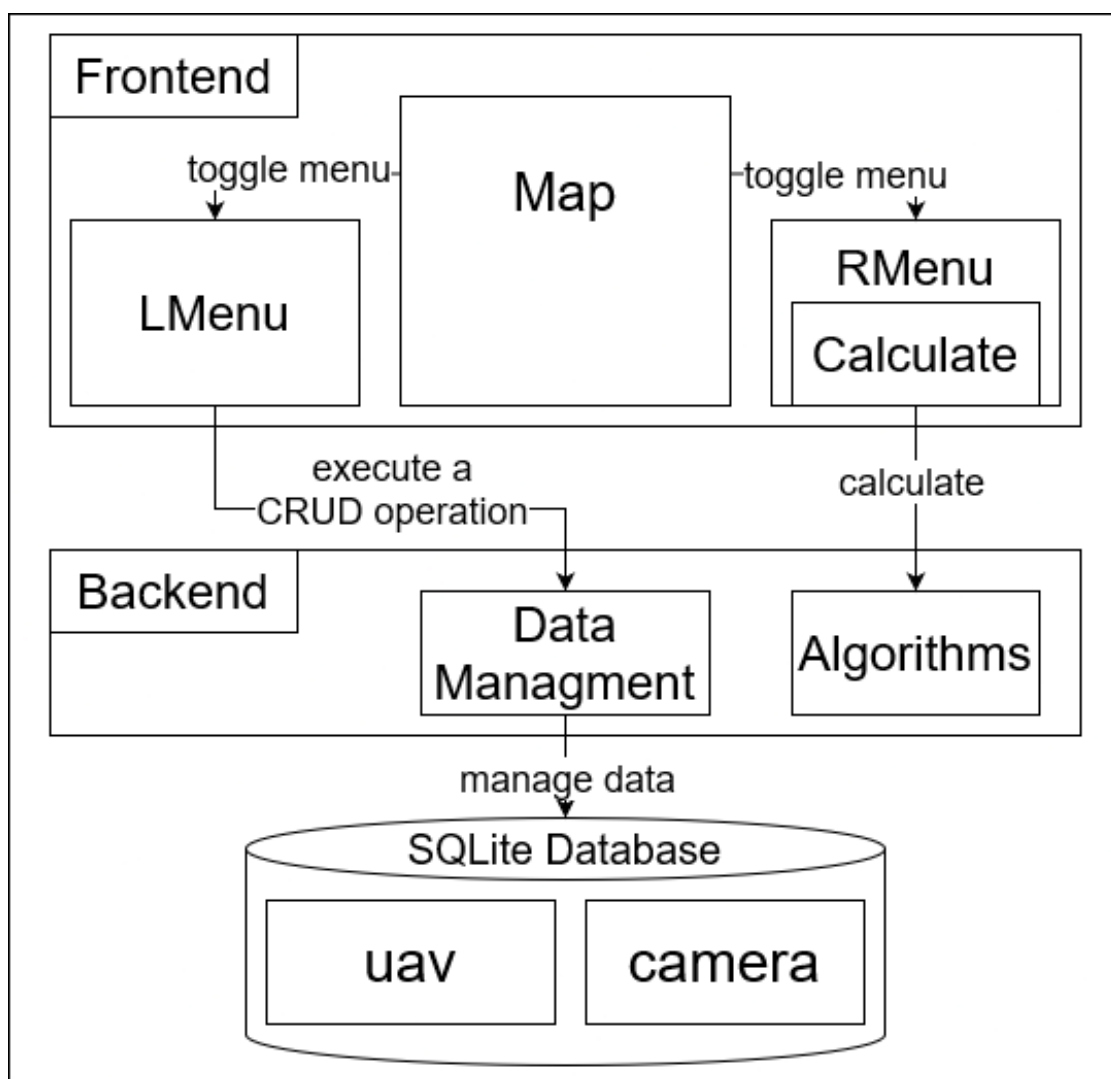 Frontend
Map
toggle menu
toggle menu
LMenu
RMenu
Calculate
execute a
CRUD operation
calculate
Backend
Data
Managment
Algorithms
manage data
SQLite Database
uav
camera